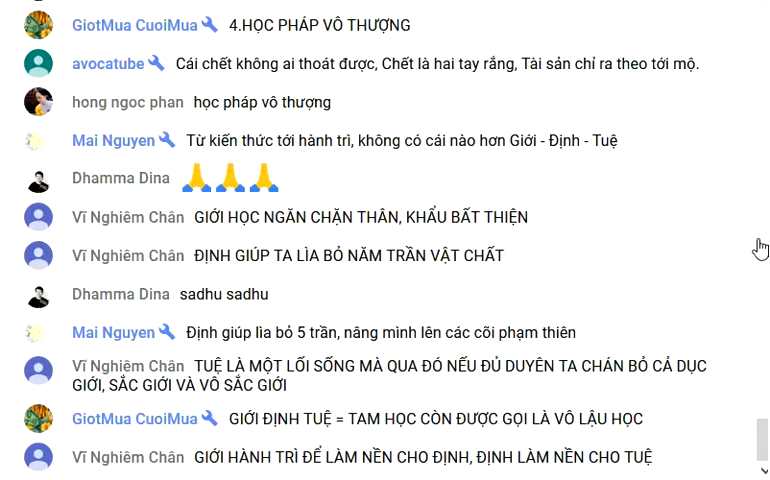 GiotMua CuoiMua 4.HỌC PHÁP VÔ THƯỢNG
avocatube Cái chết không ai thoát được, Chết là hai tay rắng, Tài sản chỉ ra theo tới mộ.
hong ngoc phan học pháp vô thượng
Mai Nguyen Từ kiến thức tới hành trì, không có cái nào hơn Giới - Định - Tuệ
Dhamma Dina 🙏🙏🙏
Vĩ Nghiêm Chân GIỚI HỌC NGĂN CHẶN THÂN, KHẨU BẤT THIỆN
Vĩ Nghiêm Chân ĐỊNH GIÚP TA LÌA BỎ NĂM TRẦN VẬT CHẤT
Dhamma Dina sadhu sadhu
Mai Nguyen Định giúp lìa bỏ 5 trần, nâng mình lên các cõi phạm thiên
Vĩ Nghiêm Chân TUỆ LÀ MỘT LỐI SỐNG MÀ QUA ĐÓ NẾU ĐỦ DUYÊN TA CHÁN BỎ CẢ DỤC
GIỚI, SẮC GIỚI VÀ VÔ SẮC GIỚI
GiotMua CuoiMua GIỚI ĐỊNH TUỆ = TAM HỌC CÒN ĐƯỢC GỌI LÀ VÔ LẬU HỌC
Vĩ Nghiêm Chân GIỚI HÀNH TRÌ ĐỂ LÀM NỀN CHO ĐỊNH, ĐỊNH LÀM NỀN CHO TUỆ